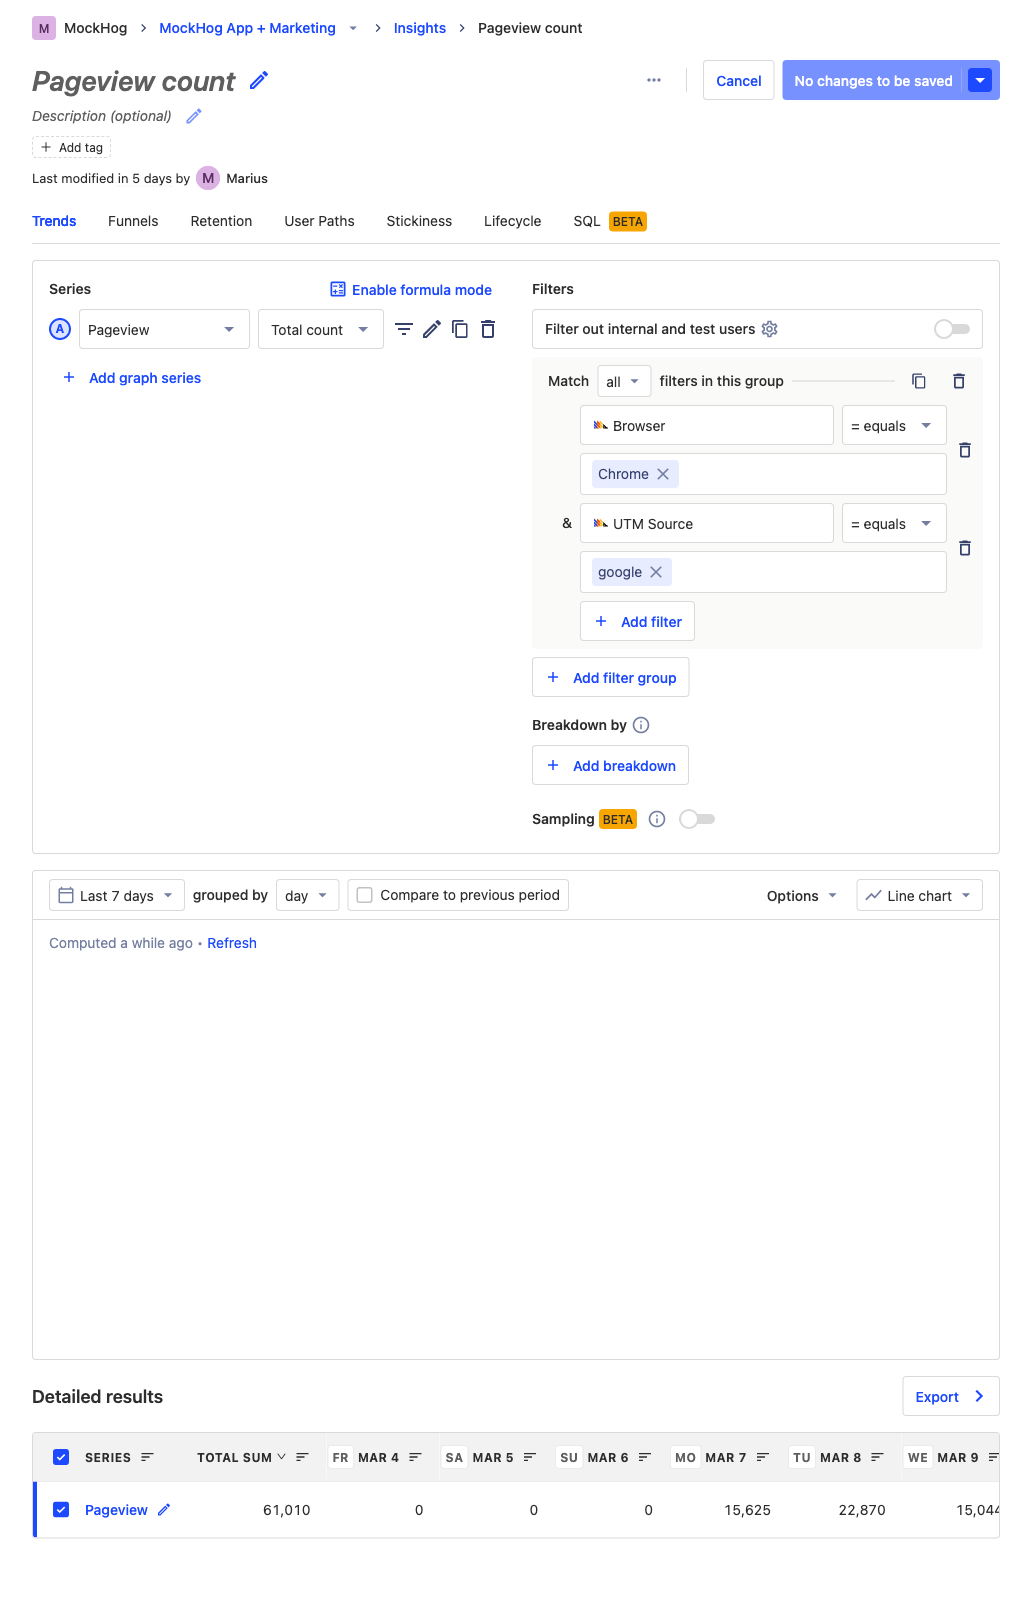 M MockHog > MockHog App + Marketing > Insights > Pageview count
Pageview count
Cancel
No changes to be saved
Description (optional)
+ Add tag
Last modified in 5 days by M Marius
Trends Funnels Retention User Paths Stickiness Lifecycle SQL BETA
Series
Enable formula mode
A Pageview Total count
+ Add graph series
Filters
Filter out internal and test users
Match all filters in this group
Browser = equals
Chrome
& UTM Source = equals
google
+ Add filter
+ Add filter group
Breakdown by
+ Add breakdown
Sampling BETA
Last 7 days grouped by day Compare to previous period Options Line chart
Computed a while ago • Refresh
Detailed results
Export
SERIES TOTAL SUM FR MAR 4 SA MAR 5 SU MAR 6 MO MAR 7 TU MAR 8 WE MAR 9
Pageview 61,010 0 0 0 15,625 22,870 15,044